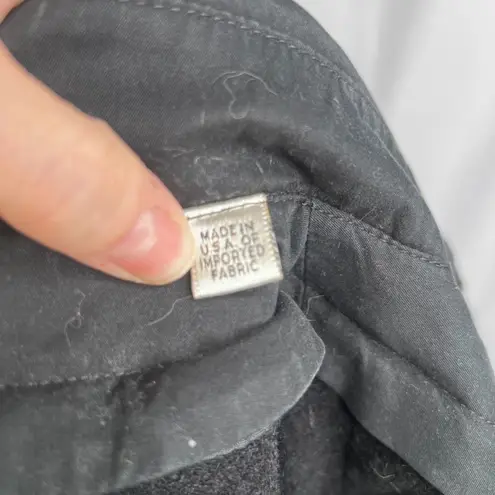 MADE IN
U.S.A. OF
IMPORTED
FABRIC